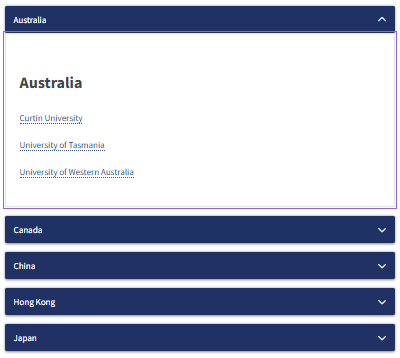 Australia
Australia
Curtin University
University of Tasmania
University of Western Australia
Canada
China
Hong Kong
Japan